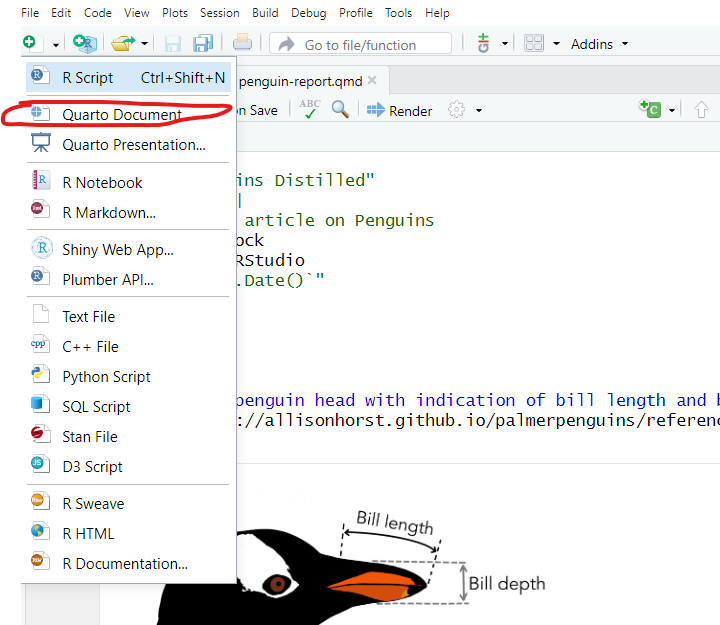 File Edit Code View Plots Session Build Debug Profile Tools Help
Go to file/function
Addins
R Script Ctrl+Shift+N
penguin-report.qmd
Quarto Document
on Save
ABC
Render
C
Quarto Presentation...
R Notebook
ins Distilled"
|
R Markdown...
article on Penguins
ock
Shiny Web App...
RStudio
Plumber API...
.Date()`"
Text File
C++ File
Python Script
SQL Script
penguin head with indication of bill length and b
://allisonhorst.github.io/palmerpenguins/referenc
Stan File
D3 Script
R Sweave
R HTML
R Documentation...
Bill length
Bill depth